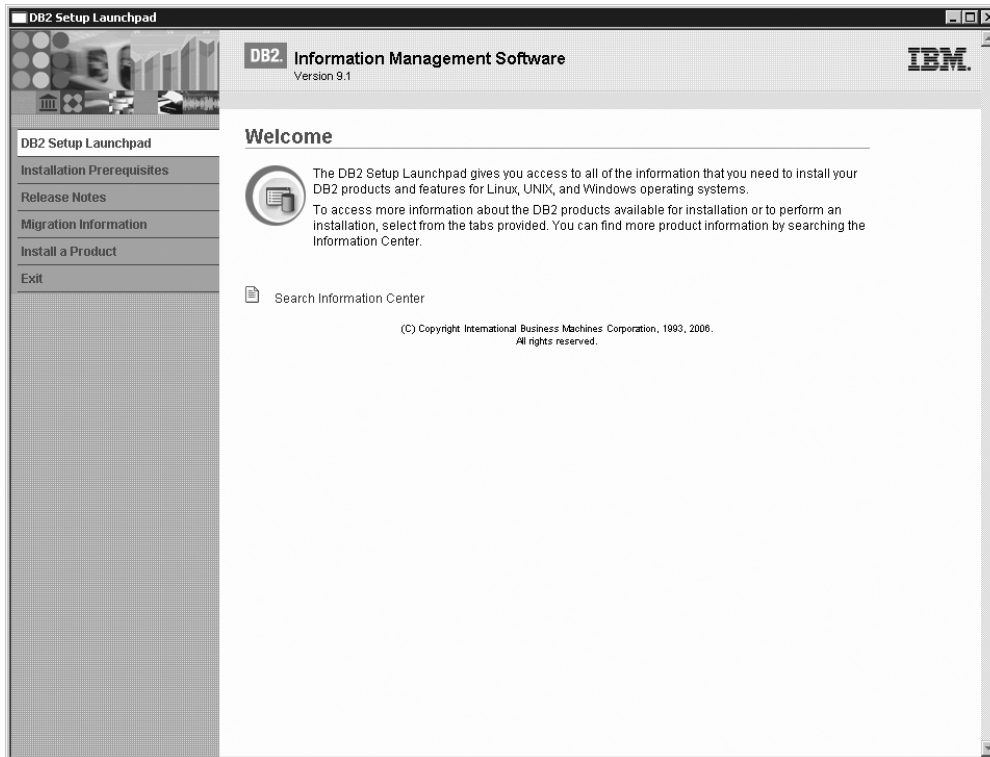 DB2 Setup Launchpad
DB2. Information Management Software
Version 9.1
IBM.
DB2 Setup Launchpad
Installation Prerequisites
Release Notes
Migration Information
Install a Product
Exit
Welcome
The DB2 Setup Launchpad gives you access to all of the information that you need to install your
DB2 products and features for Linux, UNIX, and Windows operating systems.
To access more information about the DB2 products available for installation or to perform an
installation, select from the tabs provided. You can find more product information by searching the
Information Center.
Search Information Center
(C) Copyright International Business Machines Corporation, 1993, 2006.
All rights reserved.